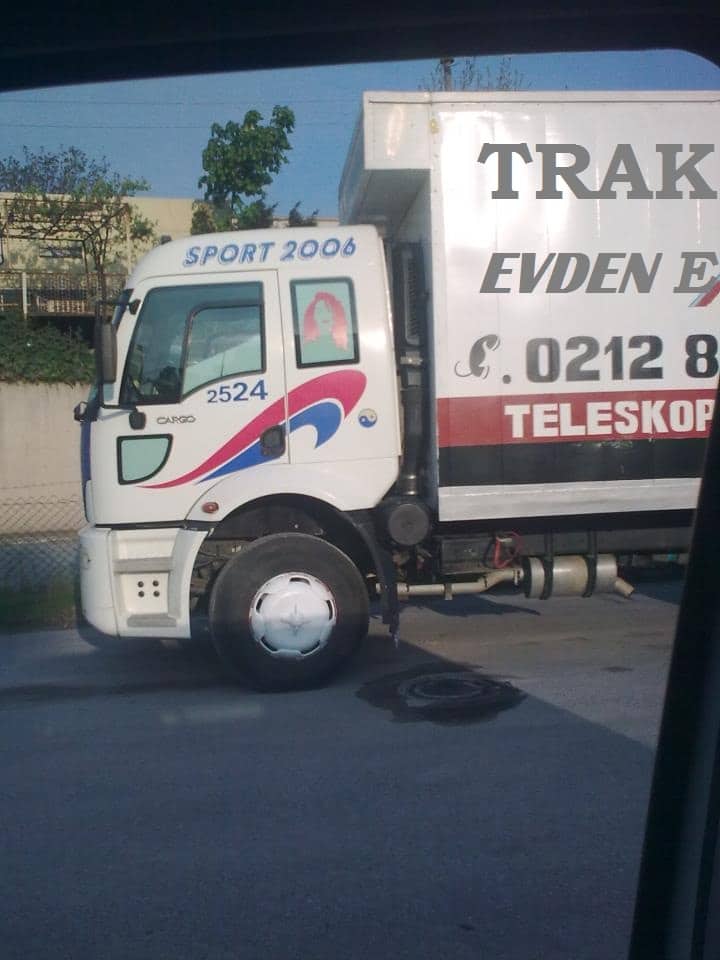 SPORT 2006
2524
CARGO
TRAK
EVDEN E
0212 8
TELESKOP